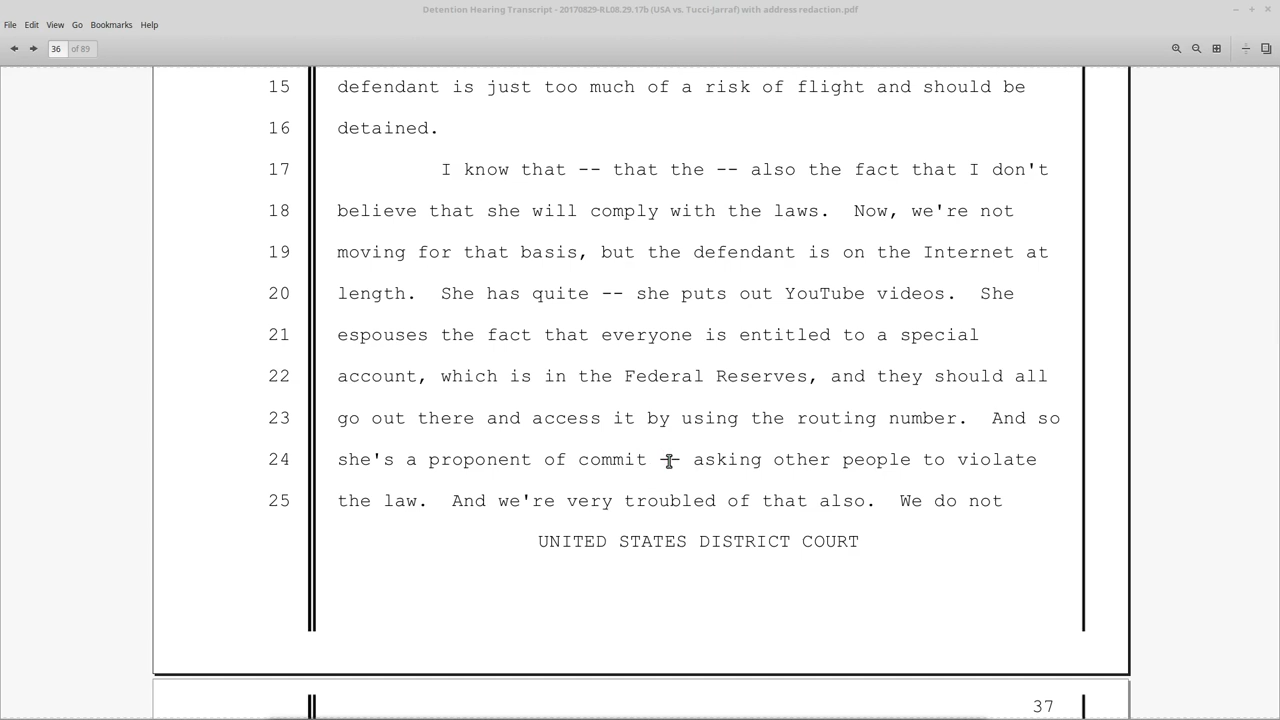 Detention Hearing Transcript - 20170829-RL08.29.17b (USA vs. Tucci-Jarraf) with address redaction.pdf
File Edit View Go Bookmarks Help
36 of 89
15 defendant is just too much of a risk of flight and should be
16 detained.
17 I know that -- that the -- also the fact that I don't
18 believe that she will comply with the laws. Now, we're not
19 moving for that basis, but the defendant is on the Internet at
20 length. She has quite -- she puts out YouTube videos. She
21 espouses the fact that everyone is entitled to a special
22 account, which is in the Federal Reserves, and they should all
23 go out there and access it by using the routing number. And so
24 she's a proponent of commit -- asking other people to violate
25 the law. And we're very troubled of that also. We do not
UNITED STATES DISTRICT COURT
37